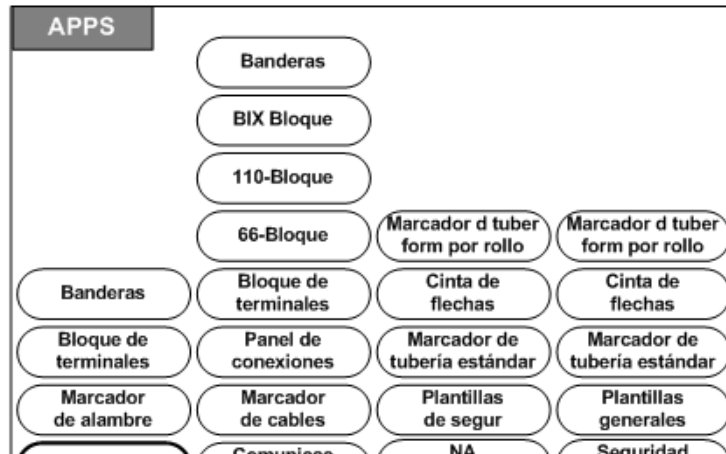 APPS
Banderas
BIX Bloque
110-Bloque
66-Bloque
Marcador d tuber
form por rollo
Marcador d tuber
form por rollo
Banderas
Bloque de
terminales
Cinta de
flechas
Cinta de
flechas
Bloque de
terminales
Panel de
conexiones
Marcador de
tubería estándar
Marcador de
tubería estándar
Marcador
de alambre
Marcador
de cables
Plantillas
de segur
Plantillas
generales
NA
Seguridad